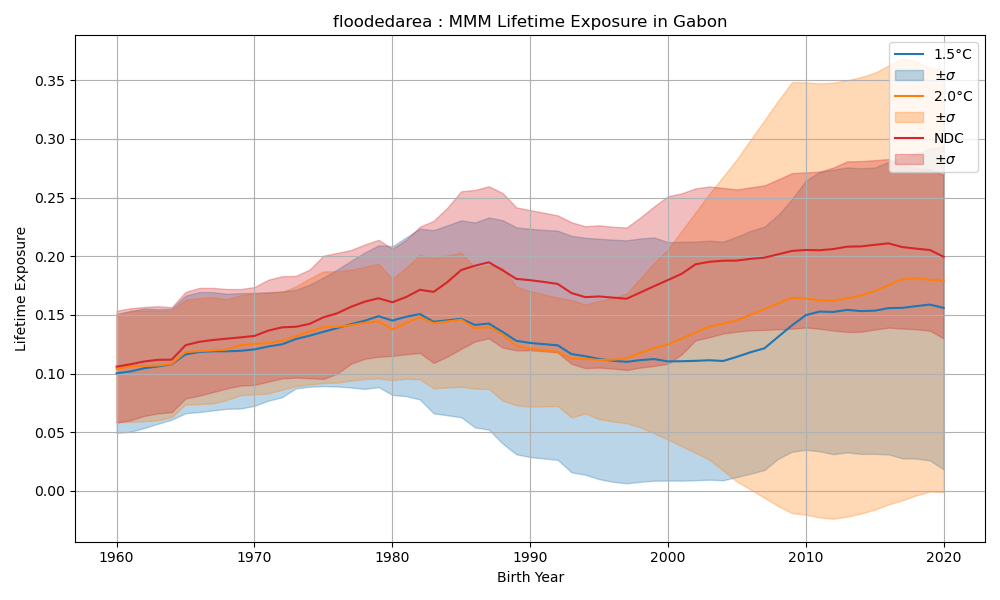 floodedarea : MMM Lifetime Exposure in Gabon
Lifetime Exposure
0.35
0.30
0.25
0.20
0.15
0.10
0.05
0.00
1.5°C
±σ
2.0°C
±σ
NDC
±σ
1960
1970
1980
1990
2000
2010
2020
Birth Year